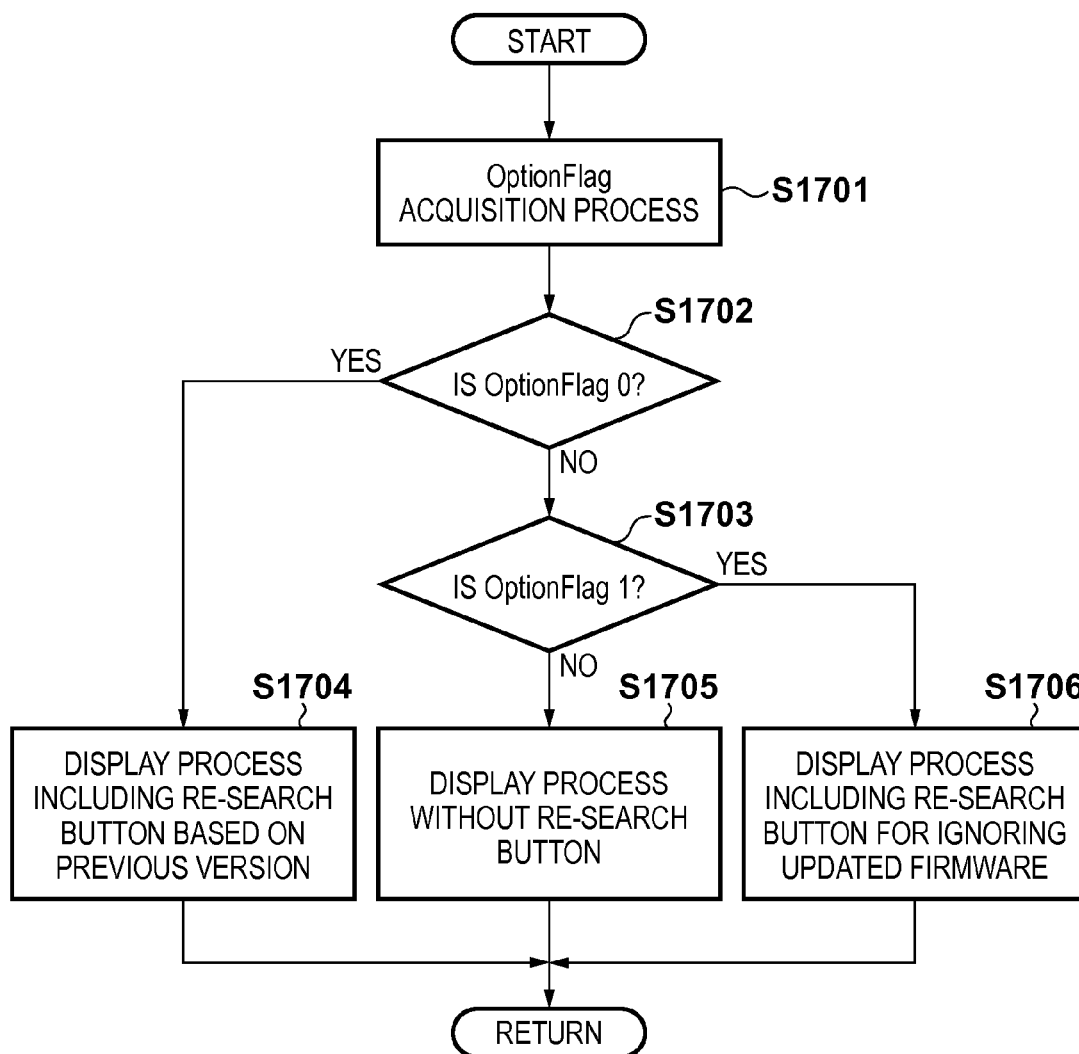 START
OptionFlag
ACQUISITION PROCESS
S1701
S1702
YES
IS OptionFlag 0?
NO
S1703
YES
IS OptionFlag 1?
NO
S1704
DISPLAY PROCESS
INCLUDING RE-SEARCH
BUTTON BASED ON
PREVIOUS VERSION
S1705
DISPLAY PROCESS
WITHOUT RE-SEARCH
BUTTON
S1706
DISPLAY PROCESS
INCLUDING RE-SEARCH
BUTTON FOR IGNORING
UPDATED FIRMWARE
RETURN